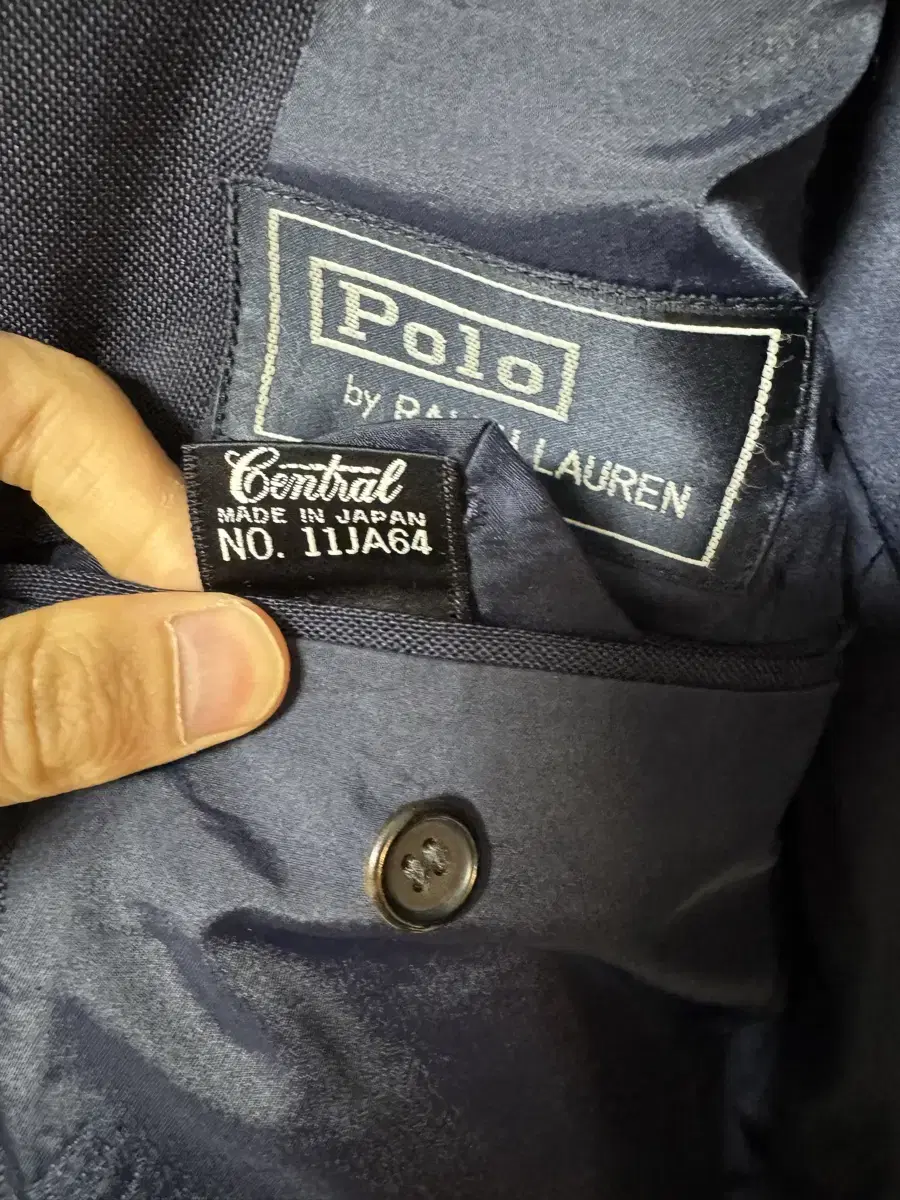 Polo
by LAUREN
Central
MADE IN JAPAN
NO. 11JA64